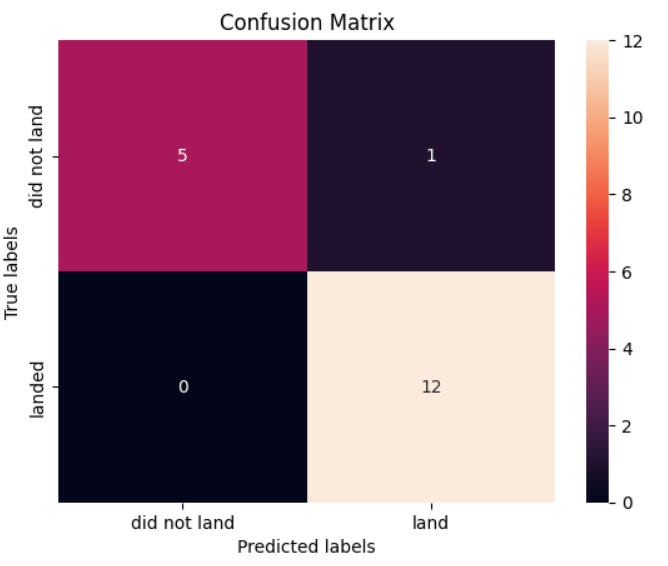 Confusion Matrix
True labels
did not land
landed
5
1
0
12
did not land
land
Predicted labels
12
10
8
6
4
2
0